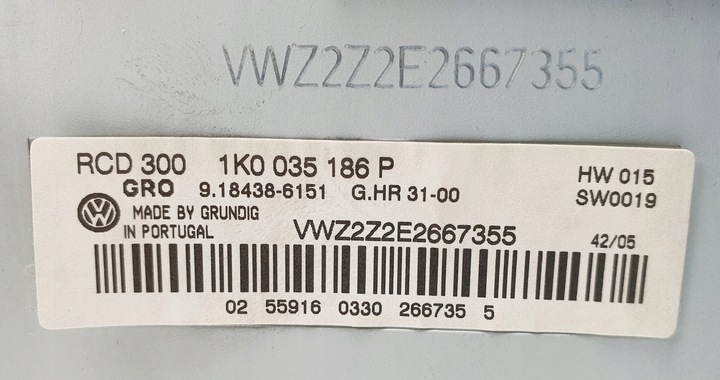 VWZ2Z2E2667355
RCD 300 1K0 035 186 P HW 015
GRO 9.18438-6151 G.HR 31-00 SW0019
MADE BY GRUNDIG
IN PORTUGAL VWZ2Z2E2667355 42/05
02 55916 0330 266735 5